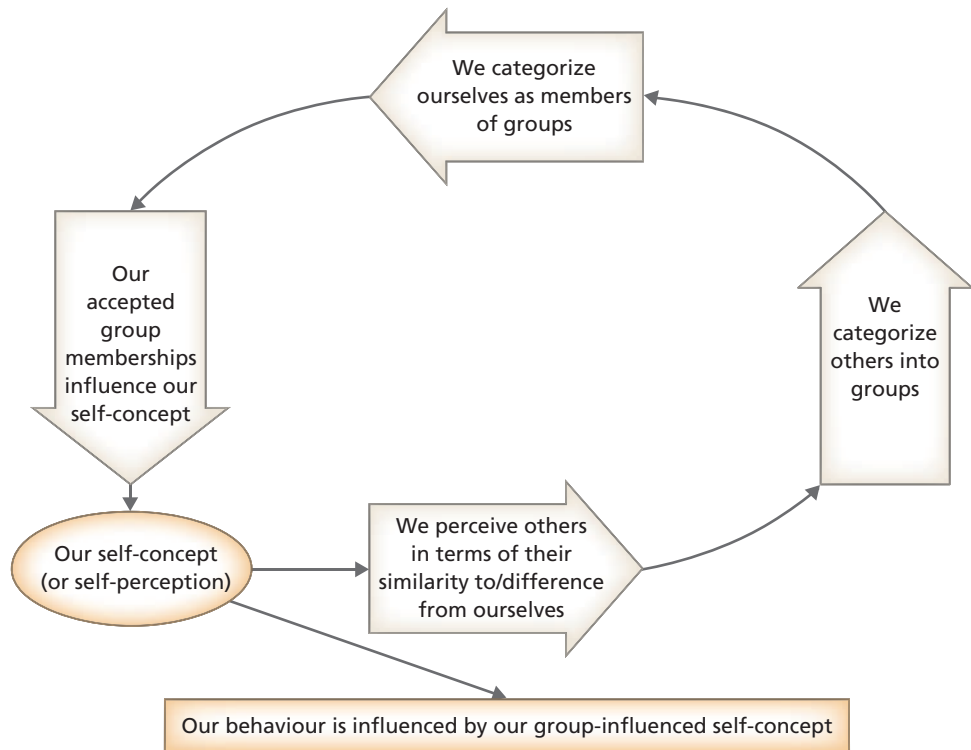 We categorize
ourselves as members
of groups
Our
accepted
group
memberships
influence our
self-concept
We
categorize
others into
groups
Our self-concept
(or self-perception)
We perceive others
in terms of their
similarity to/difference
from ourselves
Our behaviour is influenced by our group-influenced self-concept